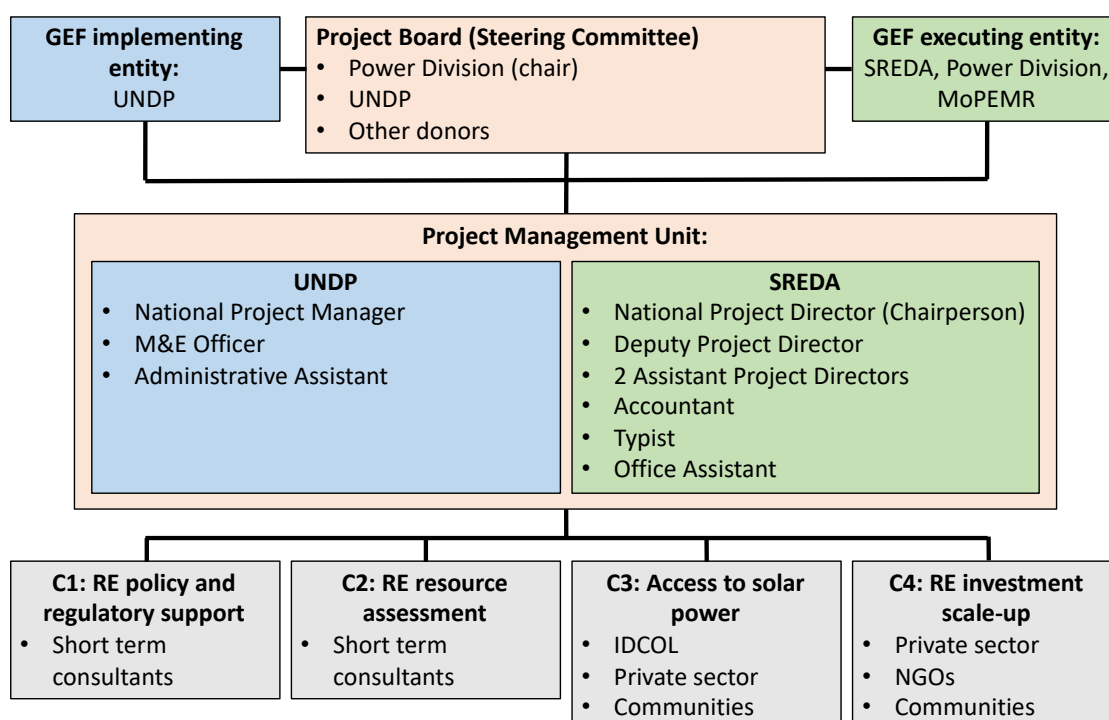 GEF implementing
entity:
UNDP
Project Board (Steering Committee)
• Power Division (chair)
• UNDP
• Other donors
GEF executing entity:
SREDA, Power Division,
MoPEMR
Project Management Unit:
UNDP
• National Project Manager
• M&E Officer
• Administrative Assistant
SREDA
• National Project Director (Chairperson)
• Deputy Project Director
• 2 Assistant Project Directors
• Accountant
• Typist
• Office Assistant
C1: RE policy and
regulatory support
• Short term
consultants
C2: RE resource
assessment
• Short term
consultants
C3: Access to solar
power
• IDCOL
• Private sector
• Communities
C4: RE investment
scale-up
• Private sector
• NGOs
• Communities